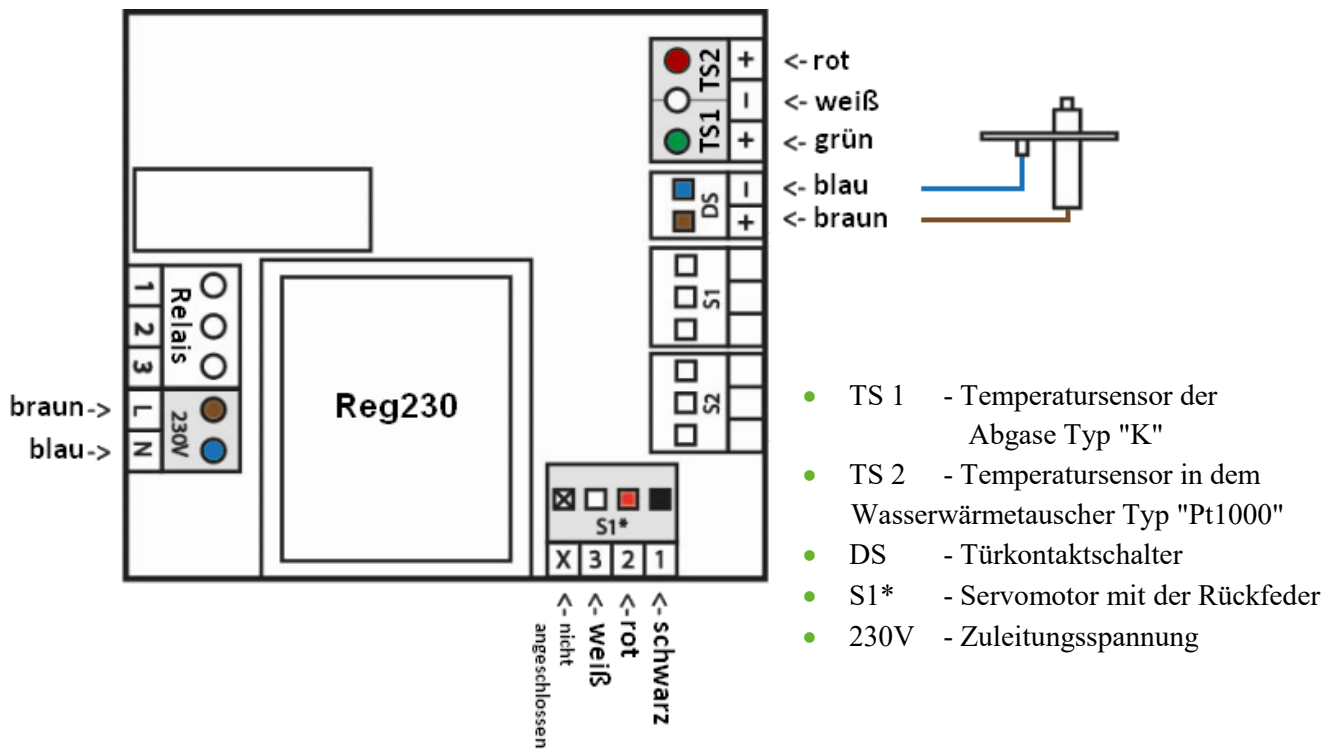 TS2 +
-
TS1 +
<- rot
<- weiß
<- grün
<- blau
<- braun
DS -
+
S1
S2
1
2
3
Relais
L
N
230V
braun->
blau->
Reg230
S1*
X 3 2 1
<- nicht
angeschlossen
<- weiß
<- rot
<- schwarz
• TS 1 - Temperatursensor der
Abgase Typ "K"
• TS 2 - Temperatursensor in dem
Wasserwärmetauscher Typ "Pt1000"
• DS - Türkontaktschalter
• S1* - Servomotor mit der Rückfeder
• 230V - Zuleitungsspannung